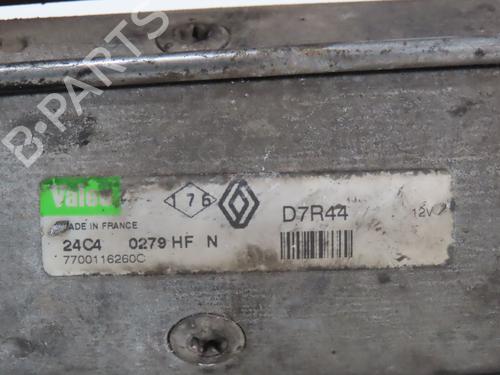 B-PARTS
Valeo
176
D7R44
12V
MADE IN FRANCE
24C4 0279 HF N
7700116260C